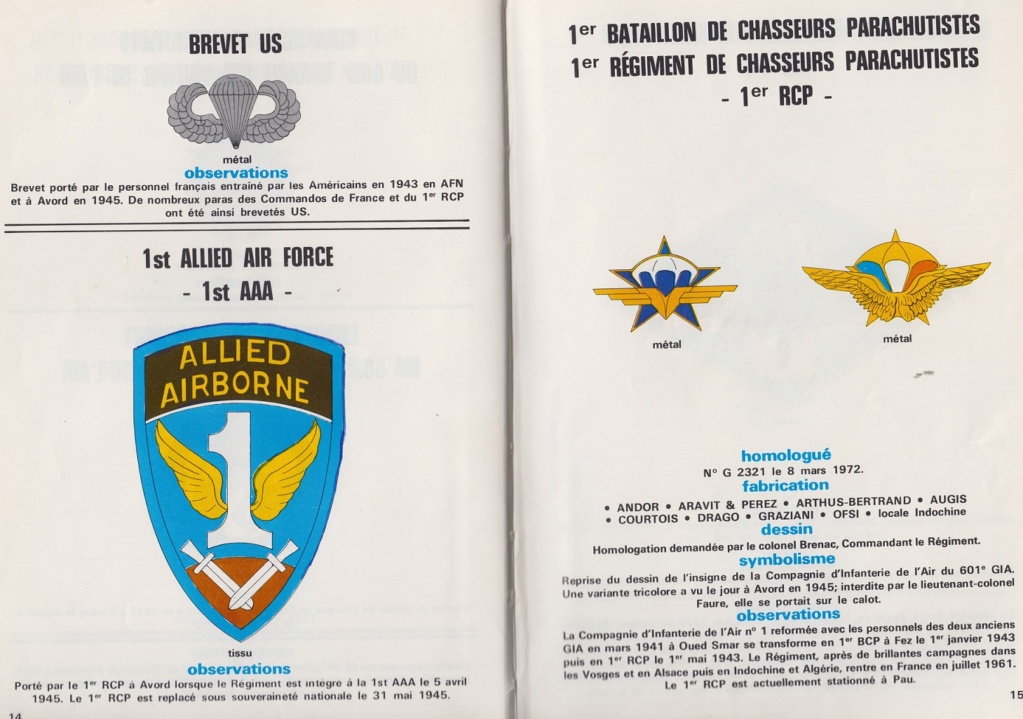 BREVET US
métal
observations
Brevet porté par le personnel français entraîné par les Américains en 1943 en AFN
et à Avord en 1945. De nombreux paras des Commandos de France et du 1er RCP
ont été ainsi brevetés US.
1st ALLIED AIR FORCE
- 1st AAA -
ALLIED
AIRBORNE
1
tissu
observations
Porté par le 1er RCP à Avord lorsque le Régiment est intégré à la 1st AAA le 5 avril
1945. Le 1er RCP est replacé sous souveraineté nationale le 31 mai 1945.
14
1er BATAILLON DE CHASSEURS PARACHUTISTES
1er RÉGIMENT DE CHASSEURS PARACHUTISTES
- 1er RCP -
métal
métal
homologué
N° G 2321 le 8 mars 1972.
fabrication
• ANDOR • ARAVIT & PEREZ • ARTHUS-BERTRAND • AUGIS
• COURTOIS • DRAGO • GRAZIANI • OFSI • locale Indochine
dessin
Homologation demandée par le colonel Brenac, Commandant le Régiment.
symbolisme
Reprise du dessin de l'insigne de la Compagnie d'Infanterie de l'Air du 601e GIA.
Une variante tricolore a vu le jour à Avord en 1945; interdite par le lieutenant-colonel
Faure, elle se portait sur le calot.
observations
La Compagnie d'Infanterie de l'Air n° 1 reformée avec les personnels des deux anciens
GIA en mars 1941 à Oued Smar se transforme en 1er BCP à Fez le 1er janvier 1943
puis en 1er RCP le 1er mai 1943. Le Régiment, après de brillantes campagnes dans
les Vosges et en Alsace puis en Indochine et Algérie, rentre en France en juillet 1961.
Le 1er RCP est actuellement stationné à Pau.
15